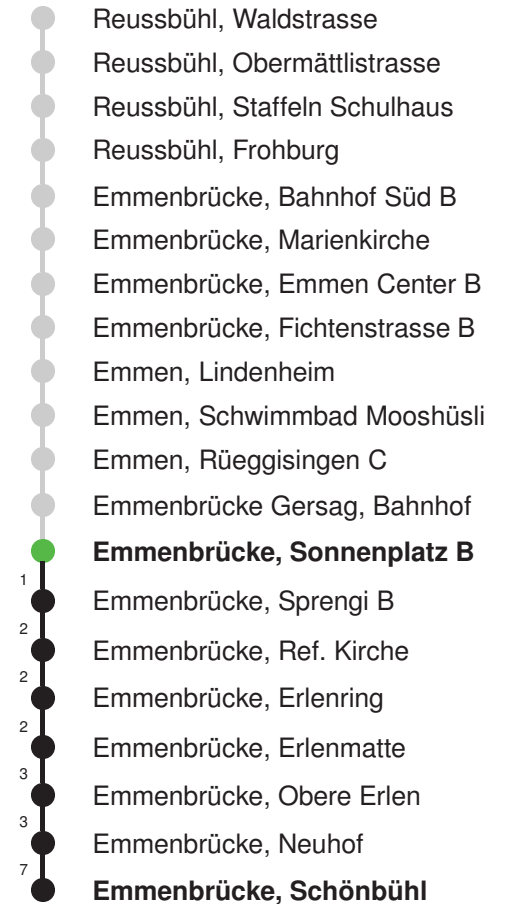 Reussbühl, Waldstrasse
Reussbühl, Obermättlistrasse
Reussbühl, Staffeln Schulhaus
Reussbühl, Frohburg
Emmenbrücke, Bahnhof Süd B
Emmenbrücke, Marienkirche
Emmenbrücke, Emmen Center B
Emmenbrücke, Fichtenstrasse B
Emmen, Lindenheim
Emmen, Schwimmbad Mooshüsli
Emmen, Rüeggisingen C
Emmenbrücke Gersag, Bahnhof
Emmenbrücke, Sonnenplatz B
1 Emmenbrücke, Sprengi B
2 Emmenbrücke, Ref. Kirche
2 Emmenbrücke, Erlenring
2 Emmenbrücke, Erlenmatte
3 Emmenbrücke, Obere Erlen
3 Emmenbrücke, Neuhof
7 Emmenbrücke, Schönbühl